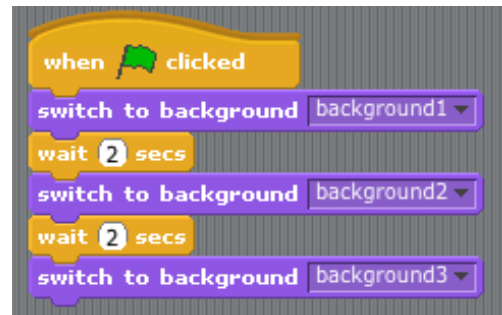 when clicked
switch to background background1
wait 2 secs
switch to background background2
wait 2 secs
switch to background background3